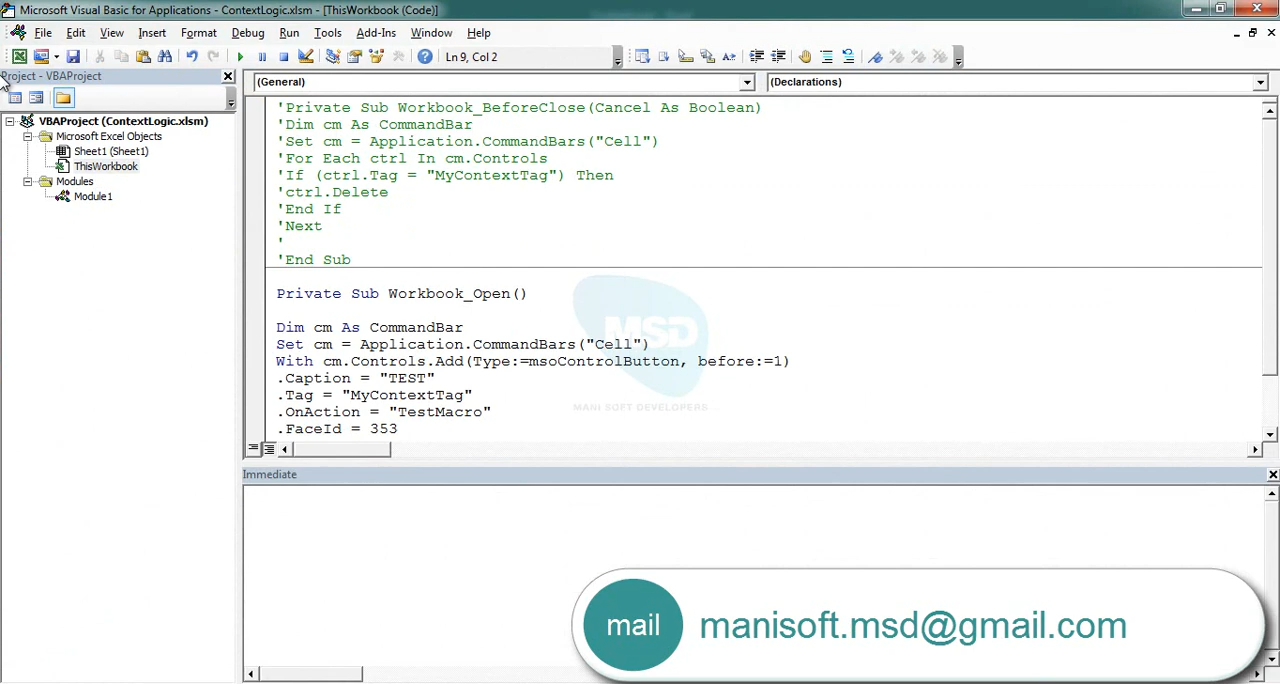 Microsoft Visual Basic for Applications - ContextLogic.xlsm - [ThisWorkbook (Code)]
File Edit View Insert Format Debug Run Tools Add-Ins Window Help
Ln 9, Col 2
Project - VBAProject
(General)
(Declarations)
VBAProject (ContextLogic.xlsm)
Microsoft Excel Objects
Sheet1 (Sheet1)
ThisWorkbook
Modules
Module1
'Private Sub Workbook_BeforeClose(Cancel As Boolean)
'Dim cm As CommandBar
'Set cm = Application.CommandBars("Cell")
'For Each ctrl In cm.Controls
'If (ctrl.Tag = "MyContextTag") Then
'ctrl.Delete
'End If
'Next
'
'End Sub
Private Sub Workbook_Open()
Dim cm As CommandBar
Set cm = Application.CommandBars("Cell")
With cm.Controls.Add(Type:=msoControlButton, before:=1)
.Caption = "TEST"
.Tag = "MyContextTag"
.OnAction = "TestMacro"
.FaceId = 353
MSD
MANI SOFT DEVELOPERS
Immediate
mail
manisoft.msd@gmail.com